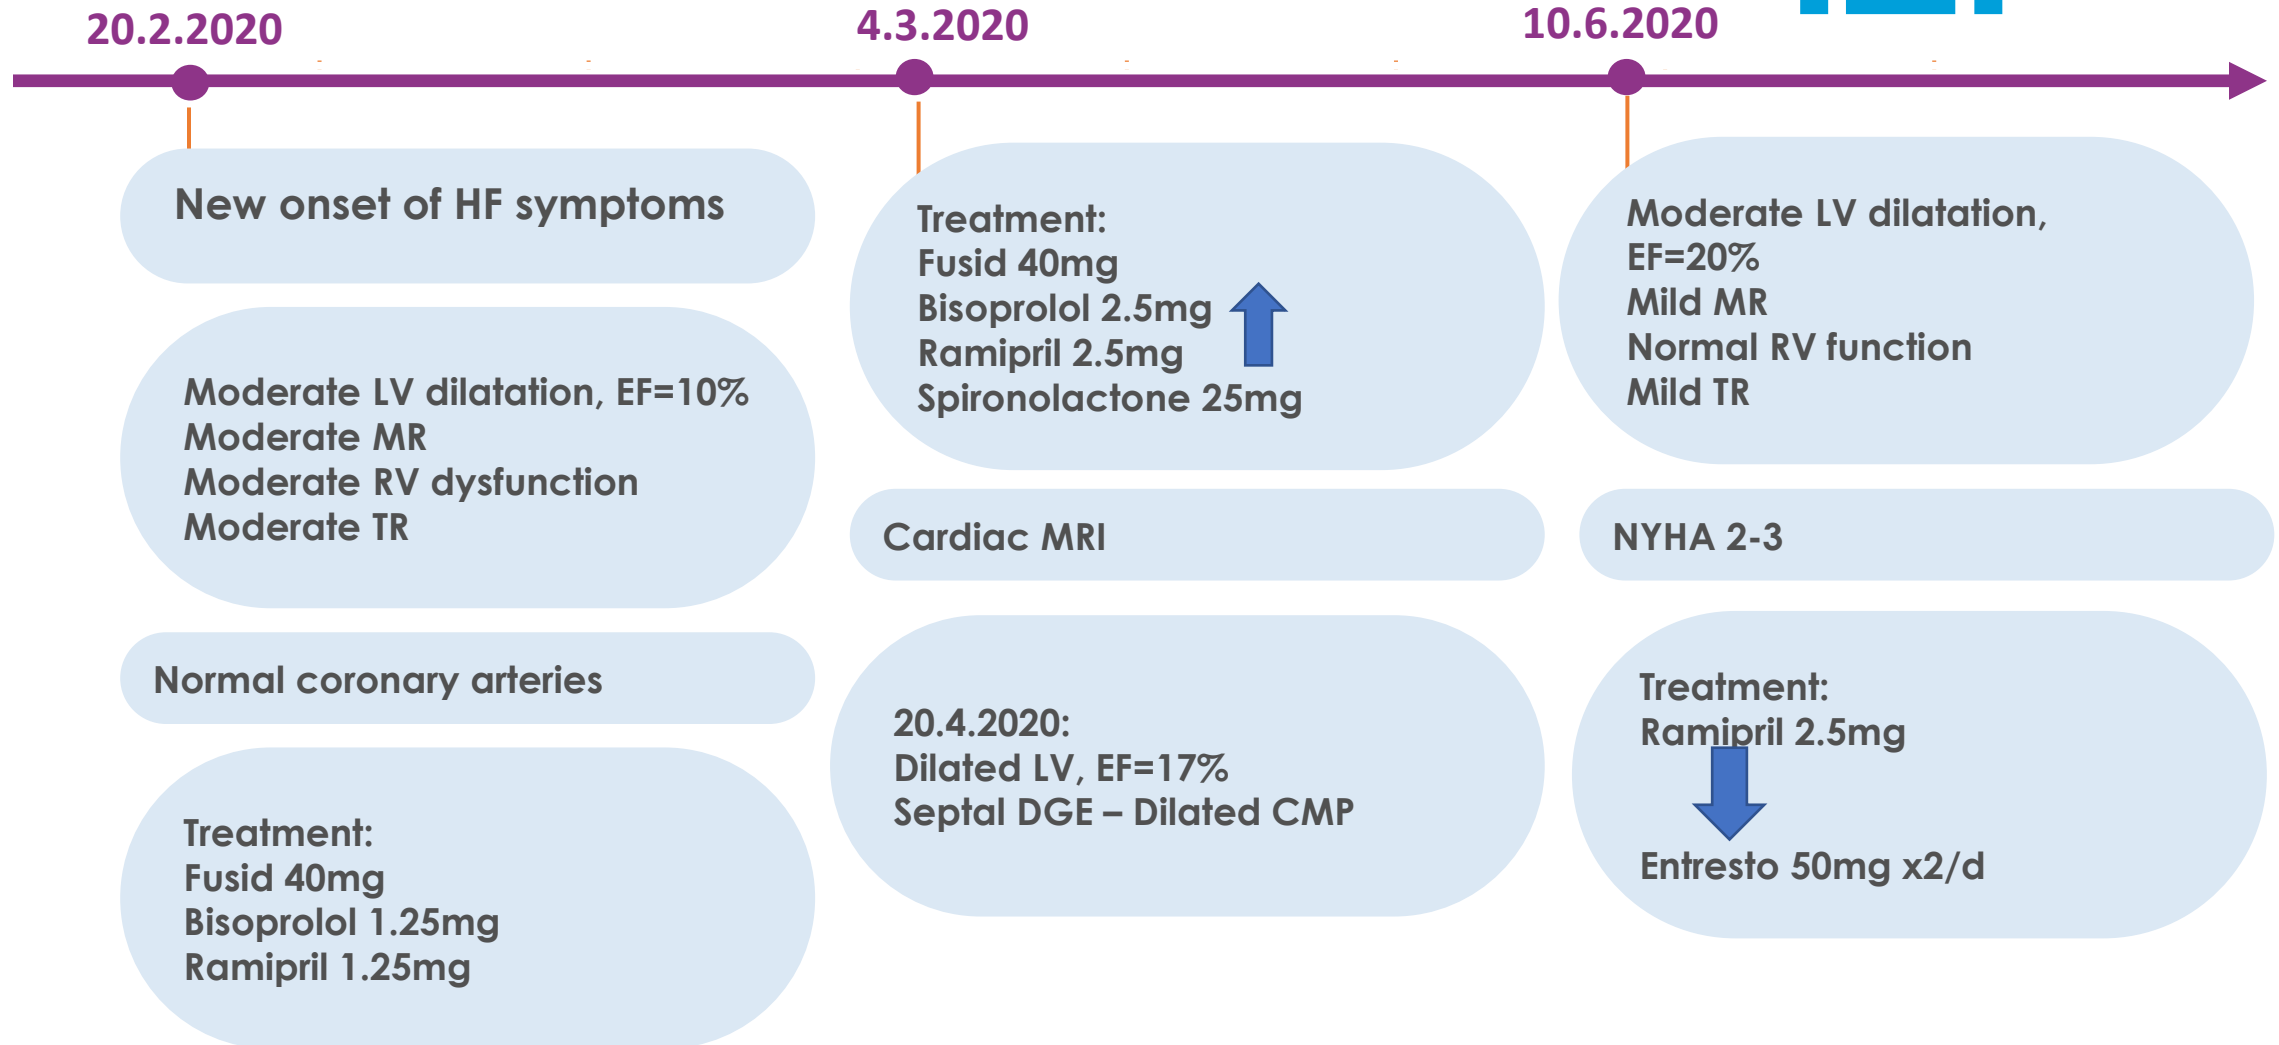 20.2.2020
4.3.2020
10.6.2020
New onset of HF symptoms
Moderate LV dilatation, EF=10%
Moderate MR
Moderate RV dysfunction
Moderate TR
Normal coronary arteries
Treatment:
Fusid 40mg
Bisoprolol 1.25mg
Ramipril 1.25mg
Treatment:
Fusid 40mg
Bisoprolol 2.5mg
Ramipril 2.5mg
Spironolactone 25mg
Cardiac MRI
20.4.2020:
Dilated LV, EF=17%
Septal DGE – Dilated CMP
Moderate LV dilatation,
EF=20%
Mild MR
Normal RV function
Mild TR
NYHA 2-3
Treatment:
Ramipril 2.5mg
Entresto 50mg x2/d